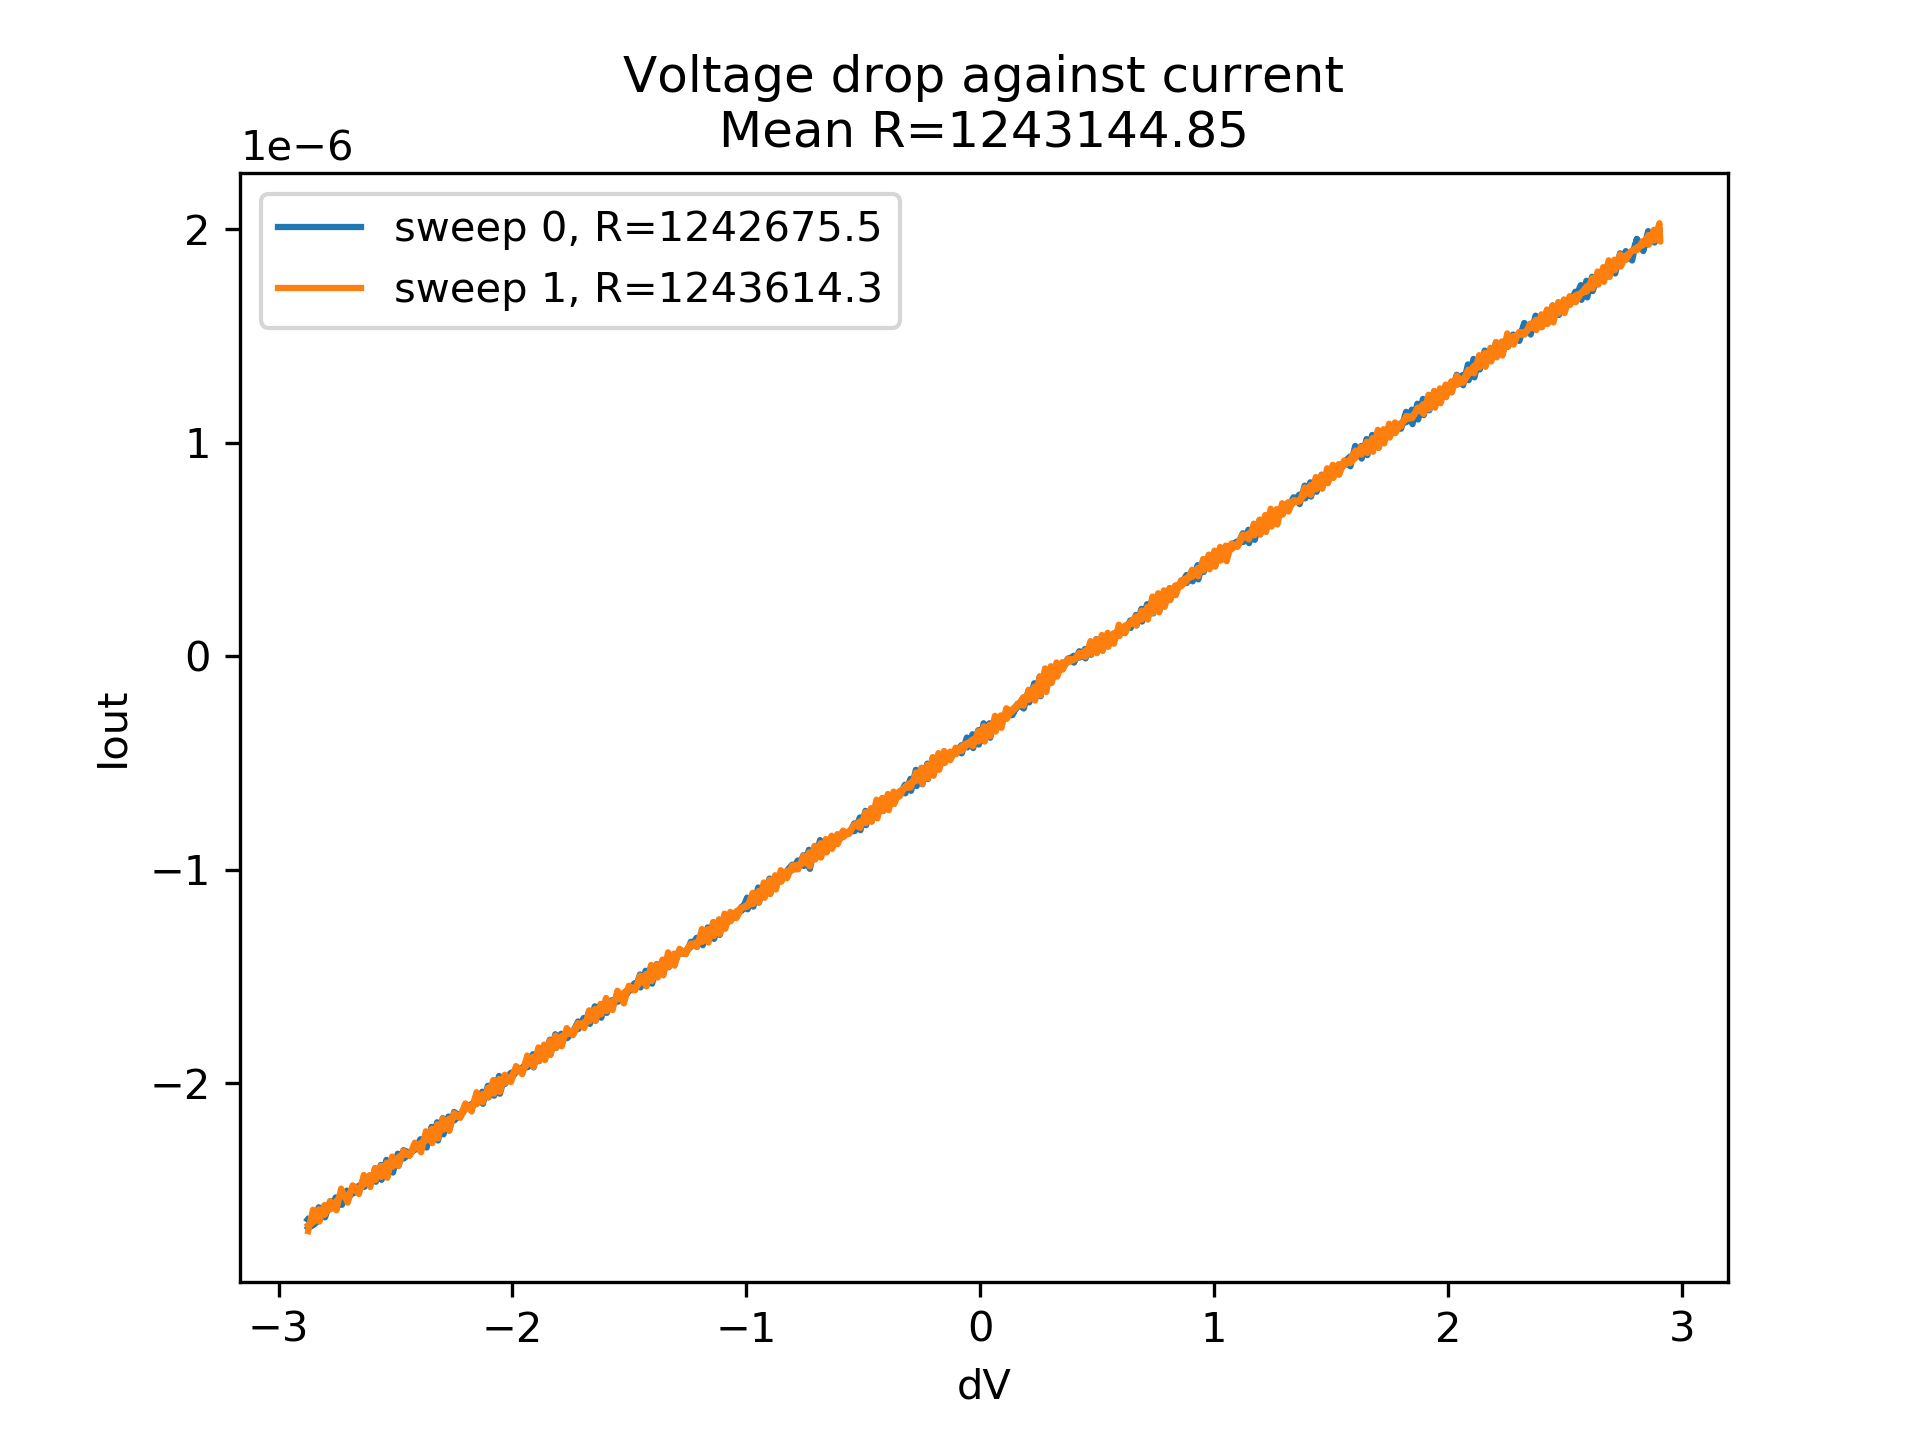 Voltage drop against current
Mean R=1243144.85
1e−6
sweep 0, R=1242675.5
sweep 1, R=1243614.3
2
1
0
−1
−2
Iout
−3 −2 −1 0 1 2 3
dV